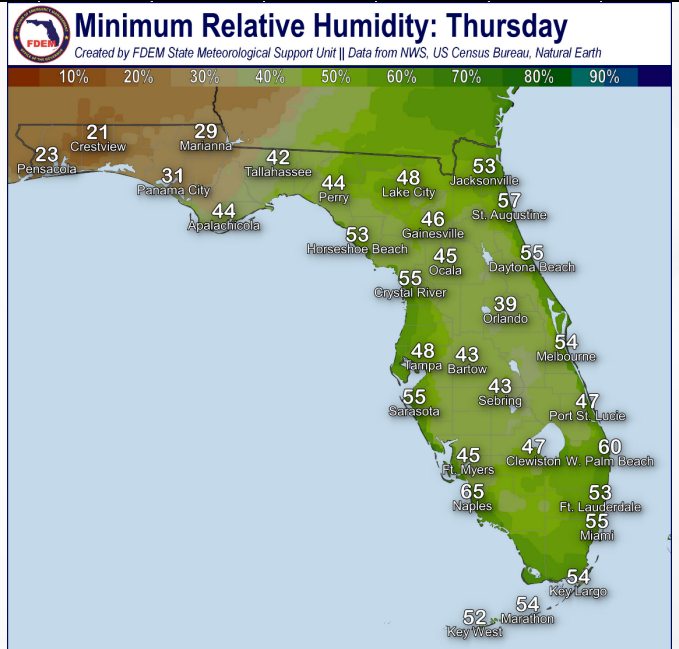 Minimum Relative Humidity: Thursday
Created by FDEM State Meteorological Support Unit || Data from NWS, US Census Bureau, Natural Earth
FDEM
10% 20% 30% 40% 50% 60% 70% 80% 90%
21
Crestview
29
Marianna
23
Pensacola
31
Panama City
42
Tallahassee
44
Perry
48
Lake City
53
Jacksonville
44
Apalachicola
57
St. Augustine
46
Gainesville
53
Horseshoe Beach
45
Ocala
55
Daytona Beach
55
Crystal River
39
Orlando
54
Melbourne
48
Tampa
43
Bartow
43
Sebring
55
Sarasota
47
Port St. Lucie
45
Ft. Myers
47
Clewiston
60
W. Palm Beach
65
Naples
53
Ft. Lauderdale
55
Miami
54
Key Largo
54
Marathon
52
Key West